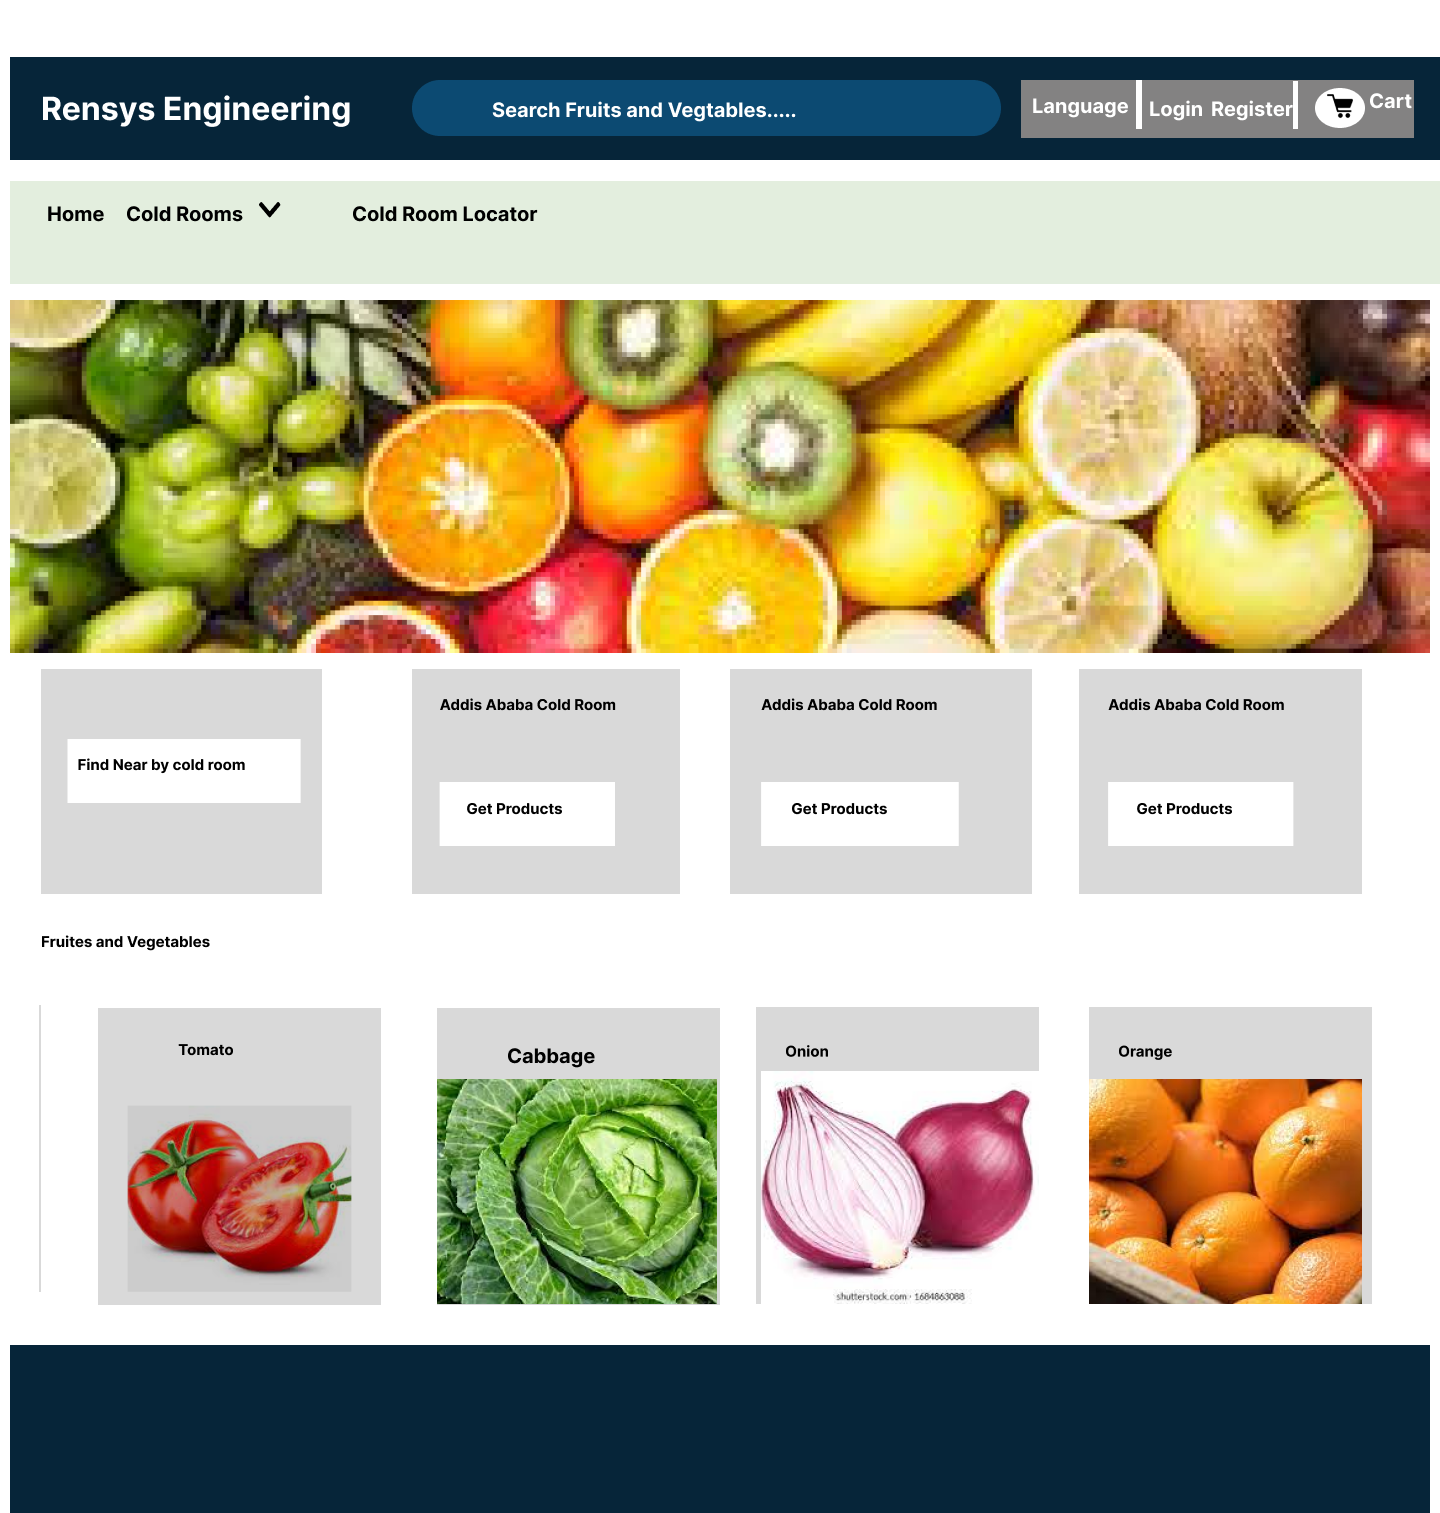 Rensys Engineering
Search Fruits and Vegtables.....
Language
Login Register
Cart
Home
Cold Rooms
Cold Room Locator
Find Near by cold room
Addis Ababa Cold Room
Get Products
Addis Ababa Cold Room
Get Products
Addis Ababa Cold Room
Get Products
Fruites and Vegetables
Tomato
Cabbage
Onion
shutterstock.com · 1684863088
Orange